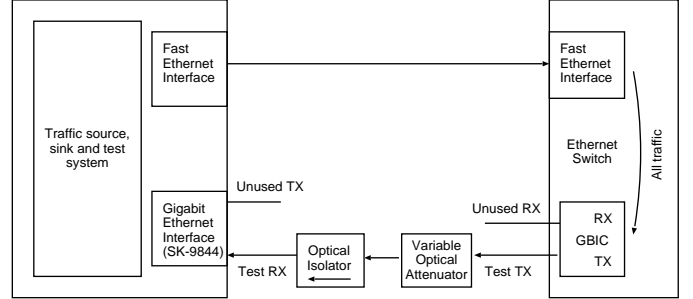 Fast
Ethernet
Interface
Fast
Ethernet
Interface
Traffic source,
sink and test
system
Ethernet
Switch
All traffic
Unused TX
Gigabit
Ethernet
Interface
(SK-9844)
Unused RX
RX
GBIC
TX
Test RX
Optical
Isolator
Variable
Optical
Attenuator
Test TX